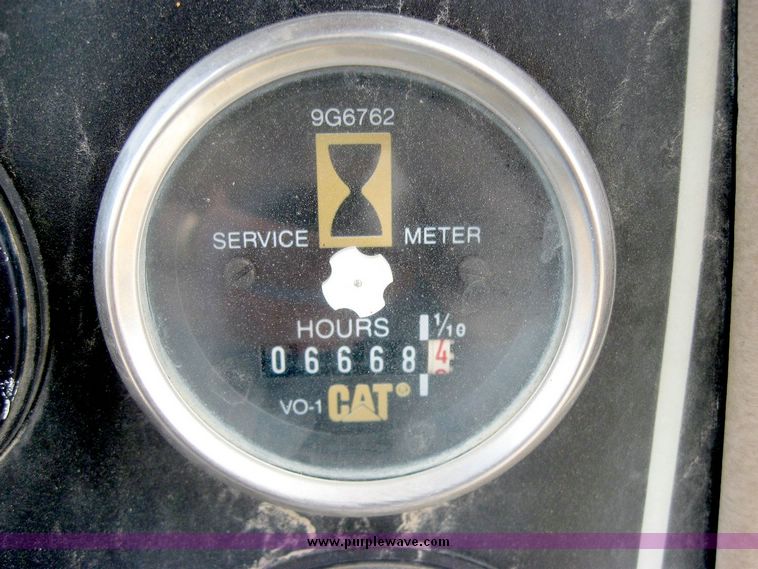 9G6762
SERVICE METER
HOURS 1/10
066684
VO-1 CAT®
www.purplewave.com